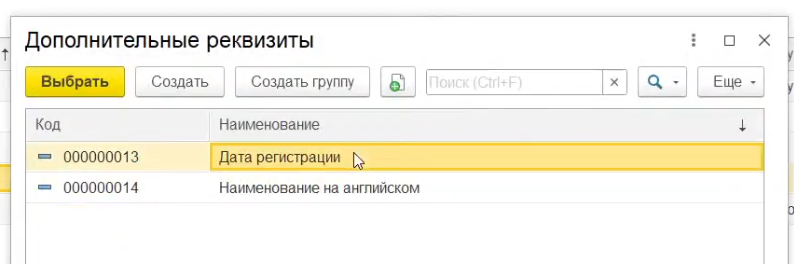 Дополнительные реквизиты
Выбрать Создать Создать группу Поиск (Ctrl+F) × Еще
Код Наименование ↓
000000013 Дата регистрации
000000014 Наименование на английском